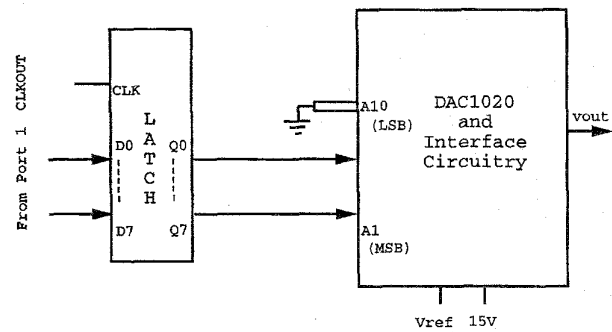 From Port 1 CLKOUT
CLK
LATCH
D0 Q0
D7 Q7
A10
(LSB)
A1
(MSB)
DAC1020
and
Interface
Circuitry
vout
Vref 15V